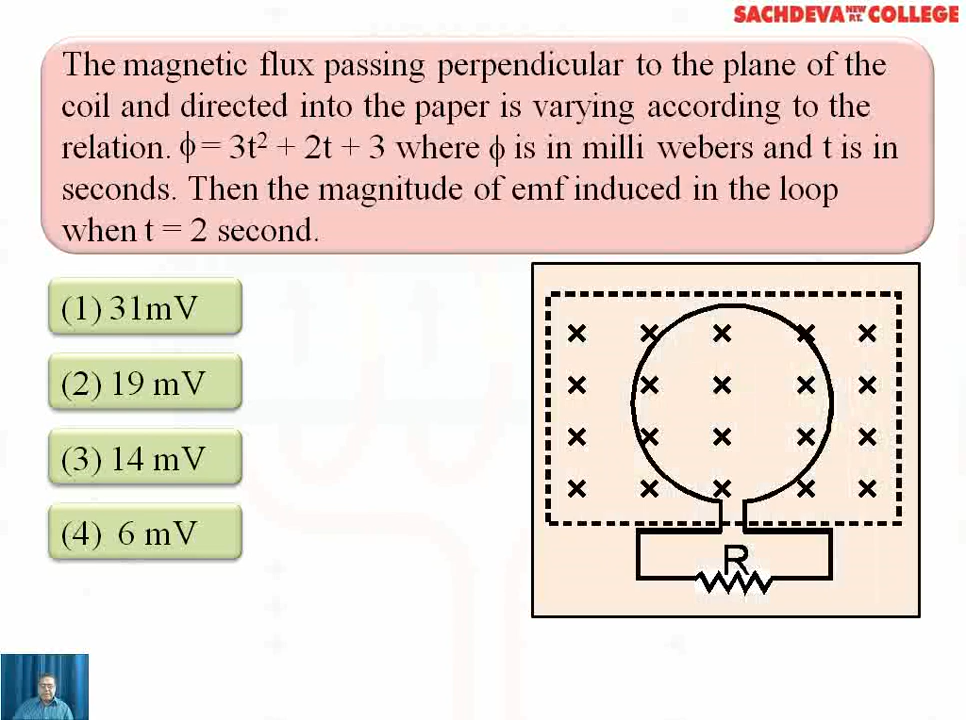 SACHDEVA NEW P.T. COLLEGE
The magnetic flux passing perpendicular to the plane of the
coil and directed into the paper is varying according to the
relation. ϕ = 3t² + 2t + 3 where ϕ is in milli webers and t is in
seconds. Then the magnitude of emf induced in the loop
when t = 2 second.
(1) 31mV
(2) 19 mV
(3) 14 mV
(4) 6 mV
R